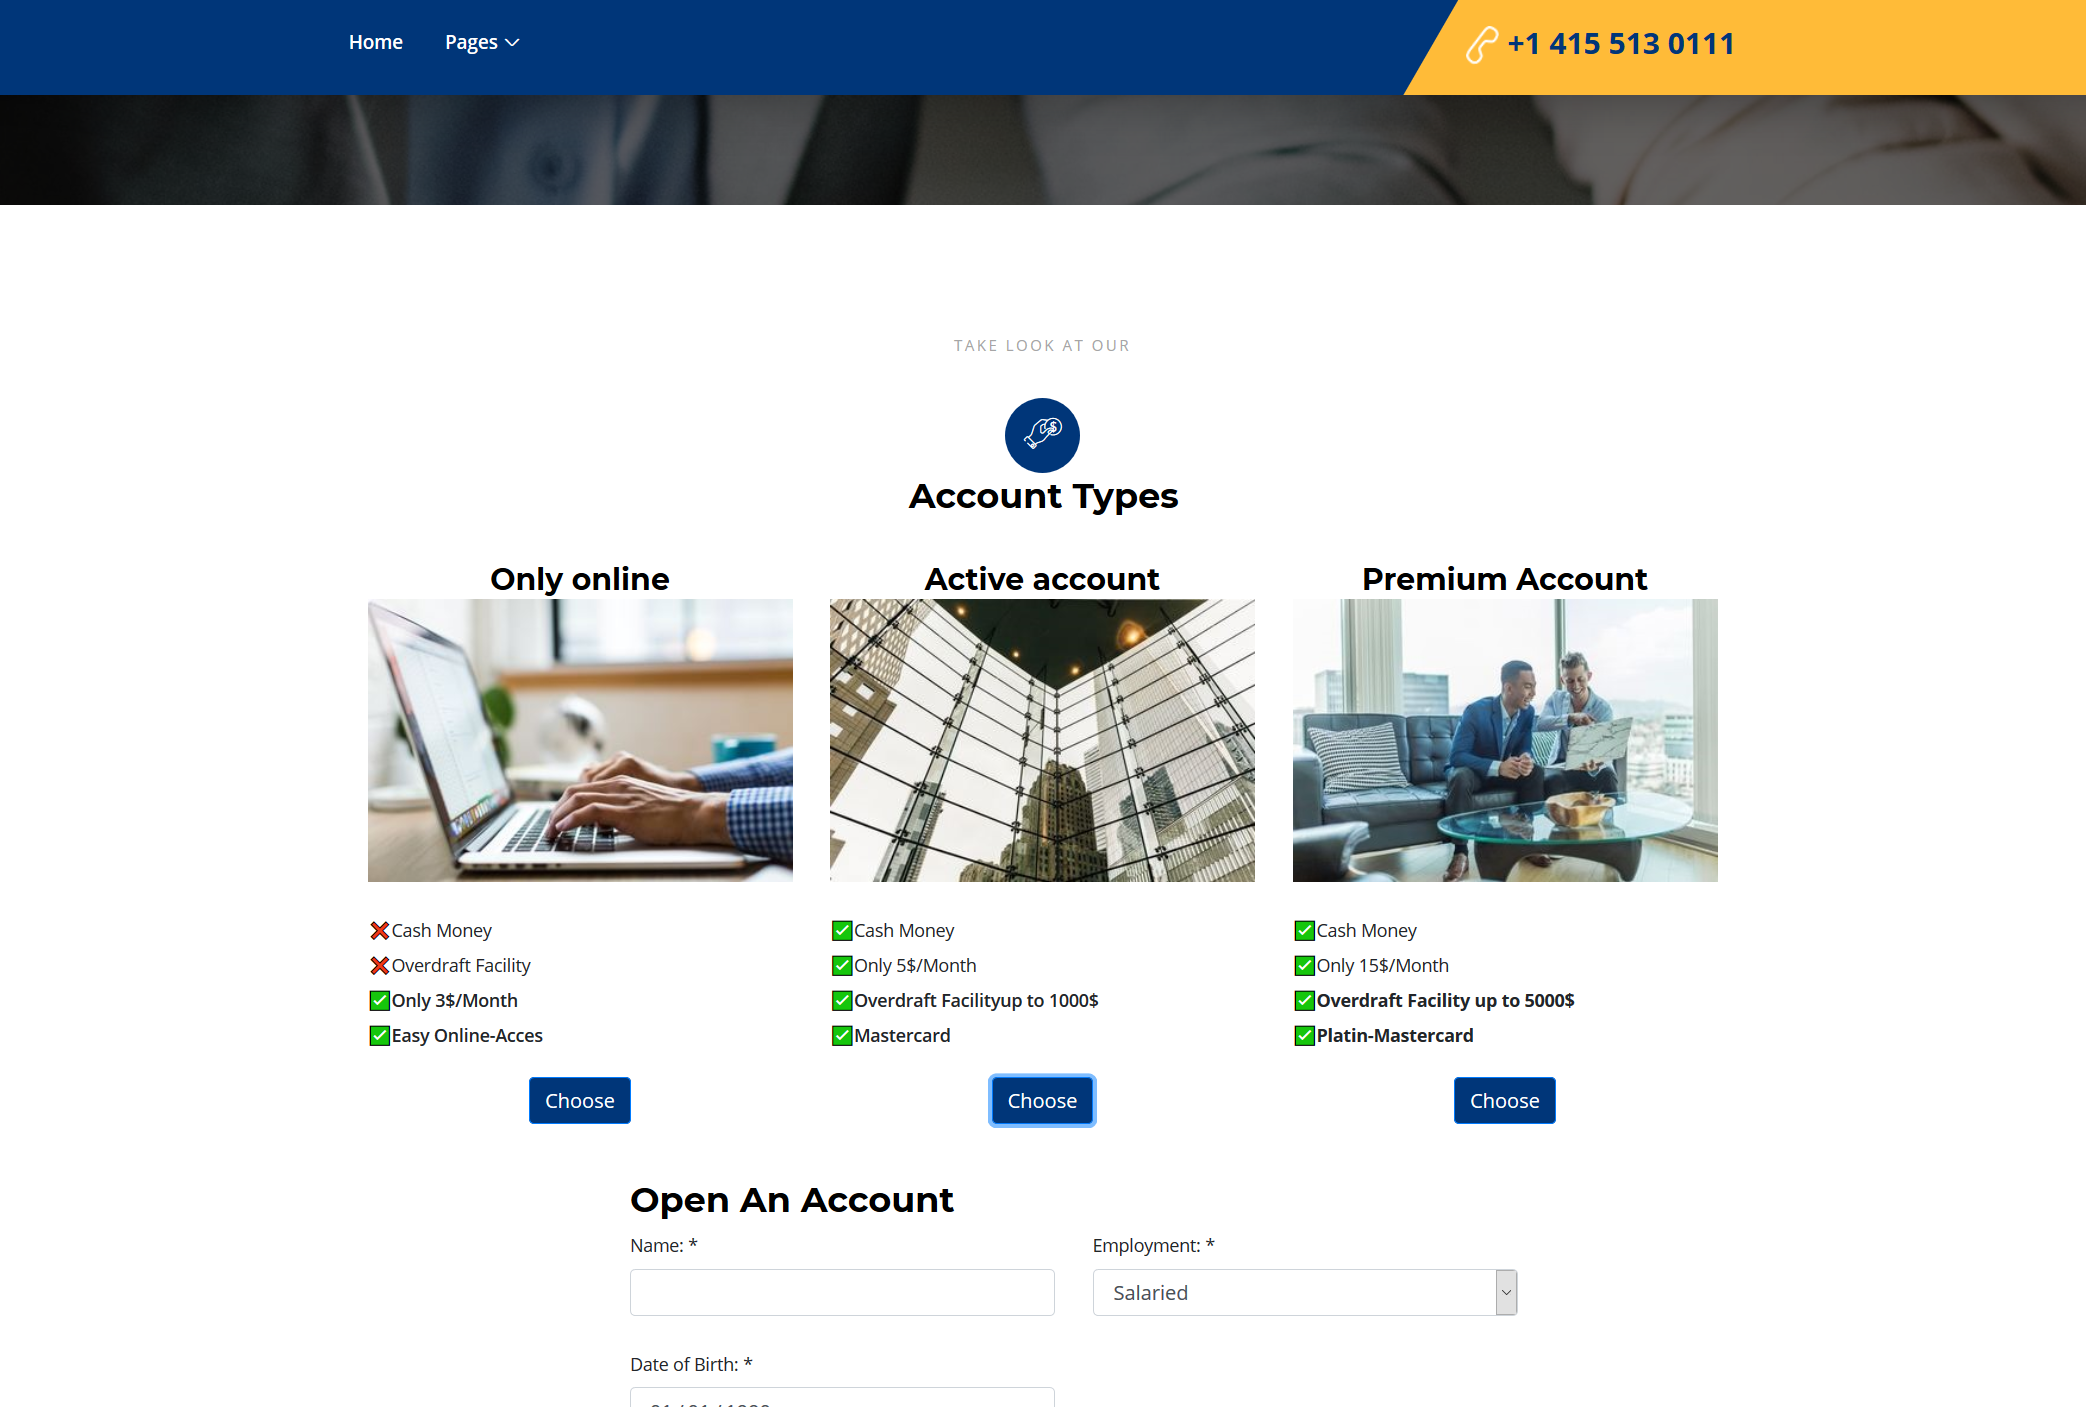 Home Pages +1 415 513 0111
TAKE LOOK AT OUR
Account Types
Only online
Active account
Premium Account
Cash Money
Overdraft Facility
Only 3$/Month
Easy Online-Acces
Choose
Cash Money
Only 5$/Month
Overdraft Facilityup to 1000$
Mastercard
Choose
Cash Money
Only 15$/Month
Overdraft Facility up to 5000$
Platin-Mastercard
Choose
Open An Account
Name: *
Employment: *
Salaried
Date of Birth: *